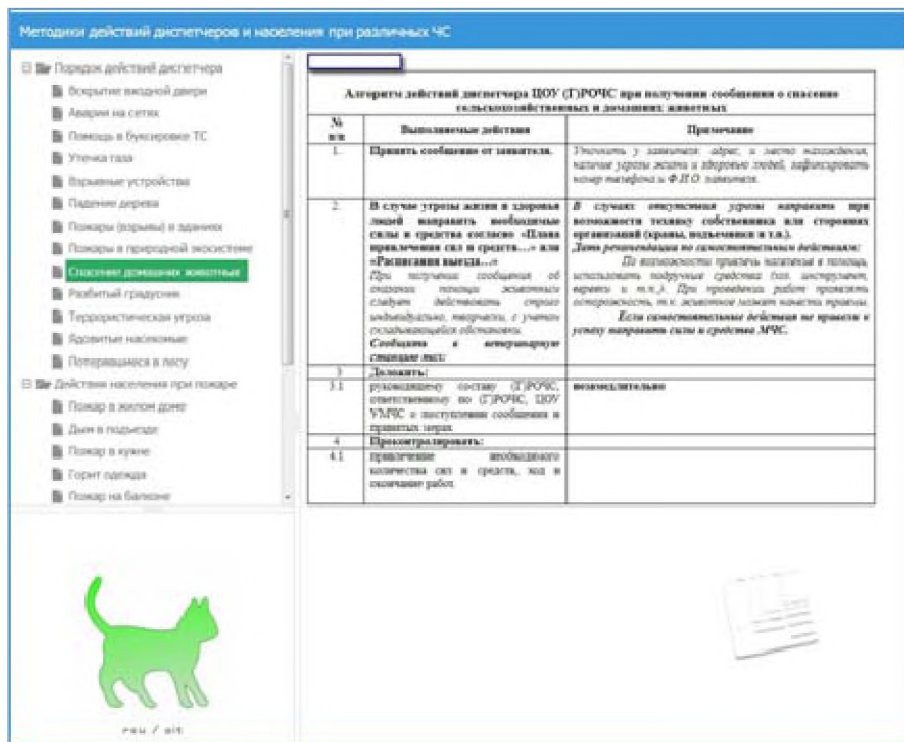 Методики действий диспетчеров и населения при различных ЧС
Порядок действий диспетчера
Вскрытие входной двери
Аварии на сетях
Помощь в буксировке ТС
Утечка газа
Взрывные устройства
Падение дерева
Пожары (взрывы) в зданиях
Пожары в природной экосистеме
Спасение домашних животных
Разбитый градусник
Террористическая угроза
Ядовитые насекомые
Потерявшиеся в лесу
Действия населения при пожаре
Пожар в жилом доме
Дым в подъезде
Пожар в кухне
Горит одежда
Пожар на балконе
Алгоритм действий диспетчера ЦОУ (Г)РОЧС при получении сообщения о спасении
сельскохозяйственных и домашних животных
№
п/п
Выполняемые действия
Примечание
1.
Принять сообщение от заявителя.
Уточнить у заявителя: адрес, и место нахождения,
наличие угрозы жизни и здоровью людей, зафиксировать
номер телефона и Ф.И.О. заявителя.
2.
В случае угрозы жизни и здоровья
людей направить необходимые
силы и средства согласно «Плана
привлечения сил и средств…» или
«Расписания выезда…»
При получении сообщения об
оказании помощи животным
следует действовать строго
индивидуально, творчески, с учетом
складывающейся обстановки.
Сообщить в ветеринарную
станцию
В случаях отсутствия угрозы направить при
возможности технику собственника или сторонних
организаций (краны, подъемники и т.п.).
Дать рекомендации по самостоятельным действиям:
По возможности привлечь население в помощь,
использовать подручные средства инструмент,
веревки и т.п.). При проведении работ проявлять
осторожность, т.к. животное может нанести травмы.
Если самостоятельные действия не привели к
успеху направить силы и средства МЧС.
3
Доложить:
3.1
руководящему составу (Г)РОЧС,
ответственному по (Г)РОЧС, ЦОУ
УМЧС о поступлении сообщения и
принятых мерах
незамедлительно
4
Проконтролировать:
4.1
привлечение необходимого
количества сил и средств, ход и
окончание работ